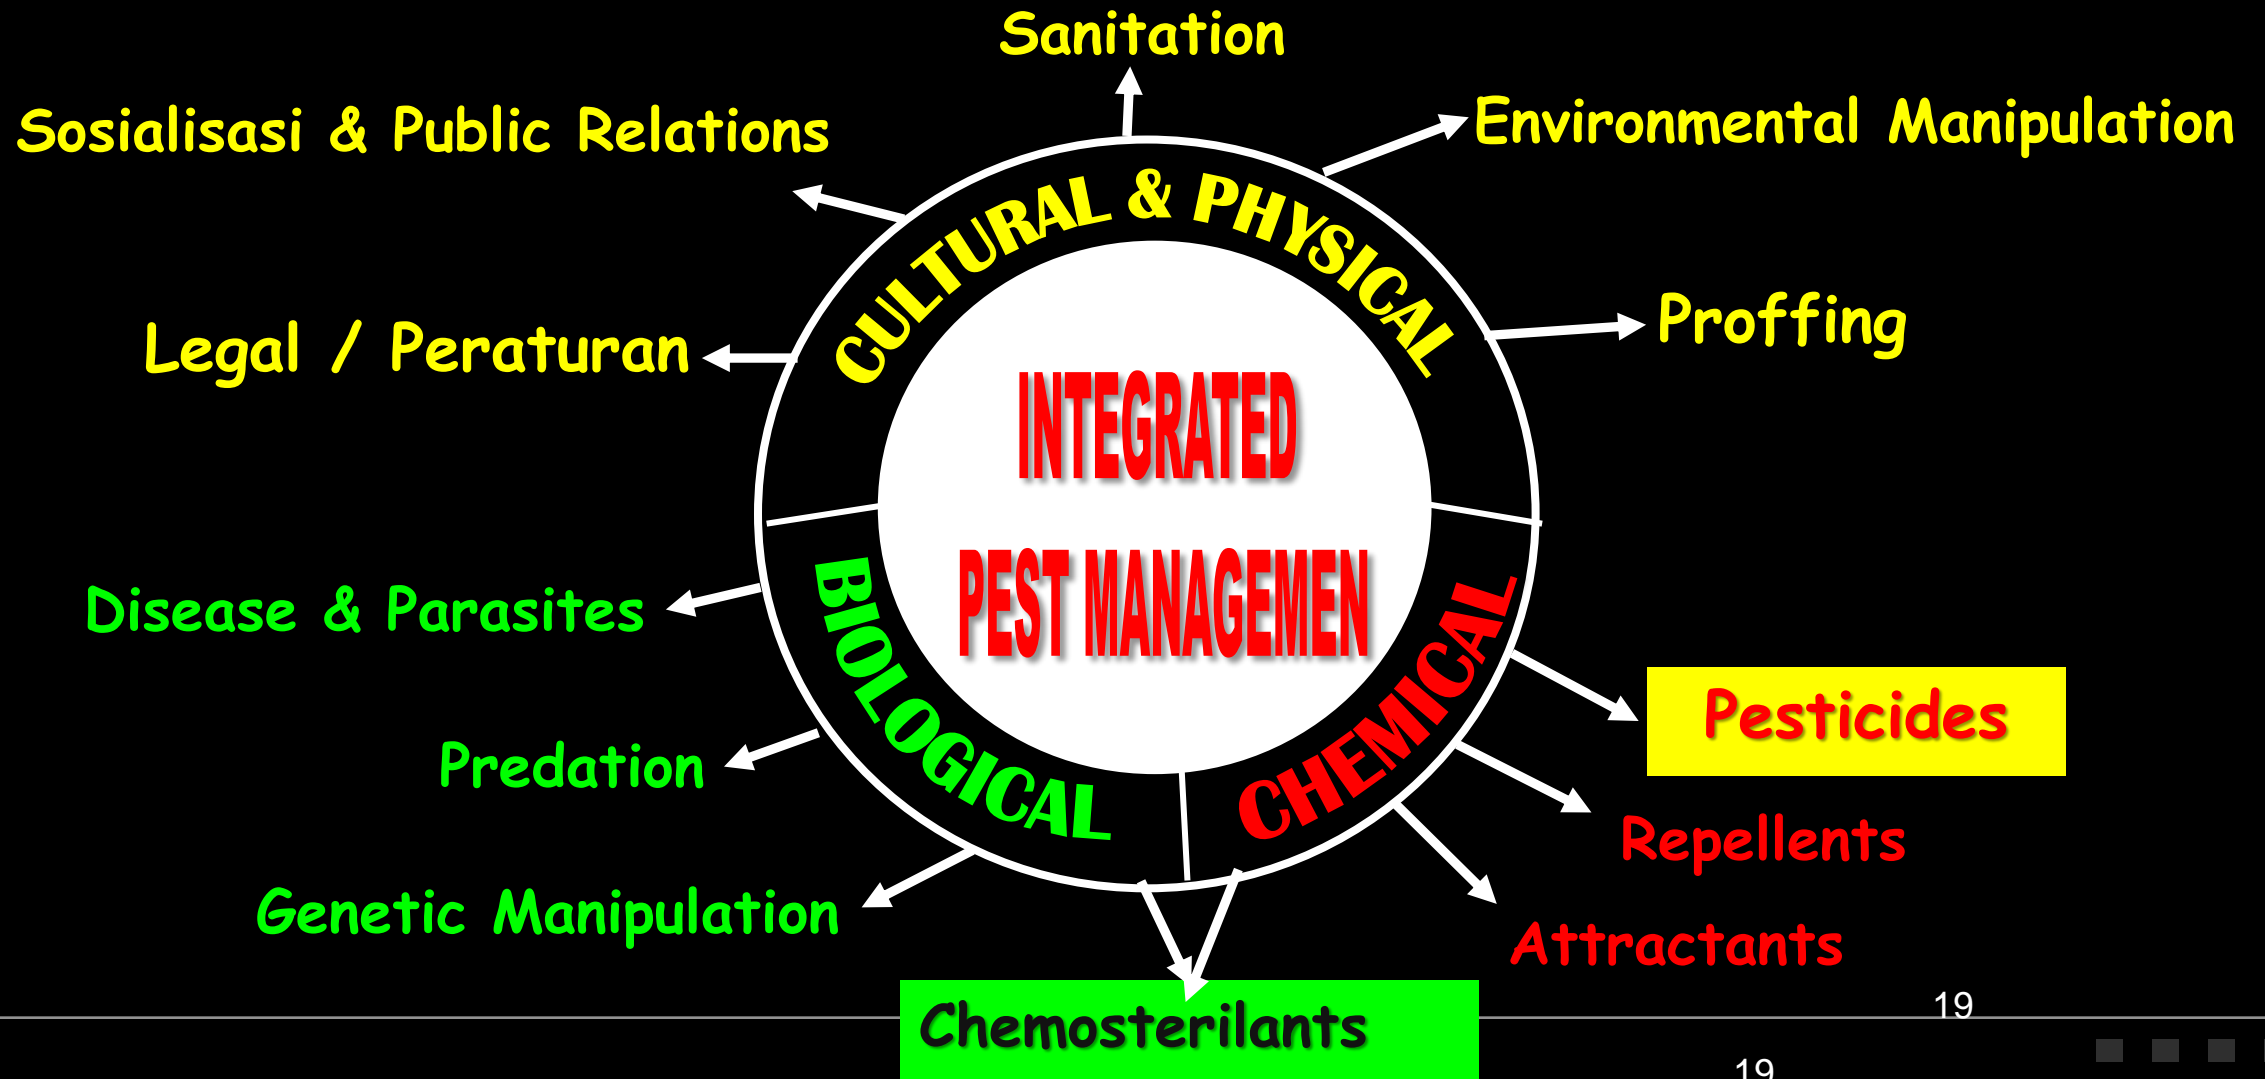 Sanitation
Sosialisasi & Public Relations
Environmental Manipulation
CULTURAL & PHYSICAL
Legal / Peraturan
Proffing
INTEGRATED
PEST MANAGEMEN
BIOLOGICAL
CHEMICAL
Disease & Parasites
Pesticides
Predation
Repellents
Genetic Manipulation
Attractants
Chemosterilants
19
19